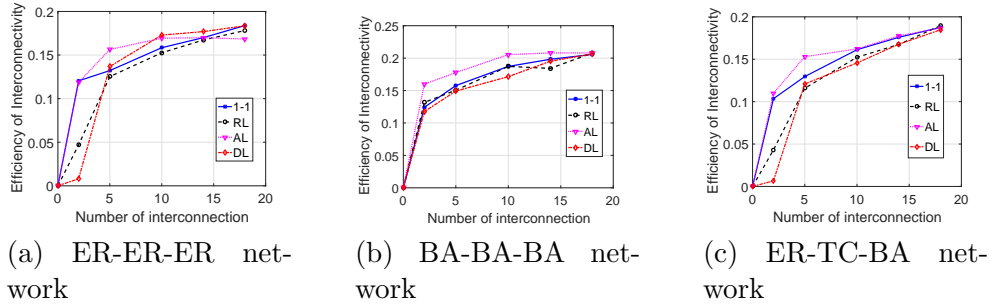 Efficiency of Interconnectivity
0.2
0.15
0.1
0.05
0
0 5 10 15 20
Number of interconnection
1-1
RL
AL
DL
(a) ER-ER-ER net-
work
Efficiency of Interconnectivity
0.25
0.2
0.15
0.1
0.05
0
0 5 10 15 20
Number of interconnection
1-1
RL
AL
DL
(b) BA-BA-BA net-
work
Efficiency of Interconnectivity
0.2
0.15
0.1
0.05
0
0 5 10 15 20
Number of interconnection
1-1
RL
AL
DL
(c) ER-TC-BA net-
work